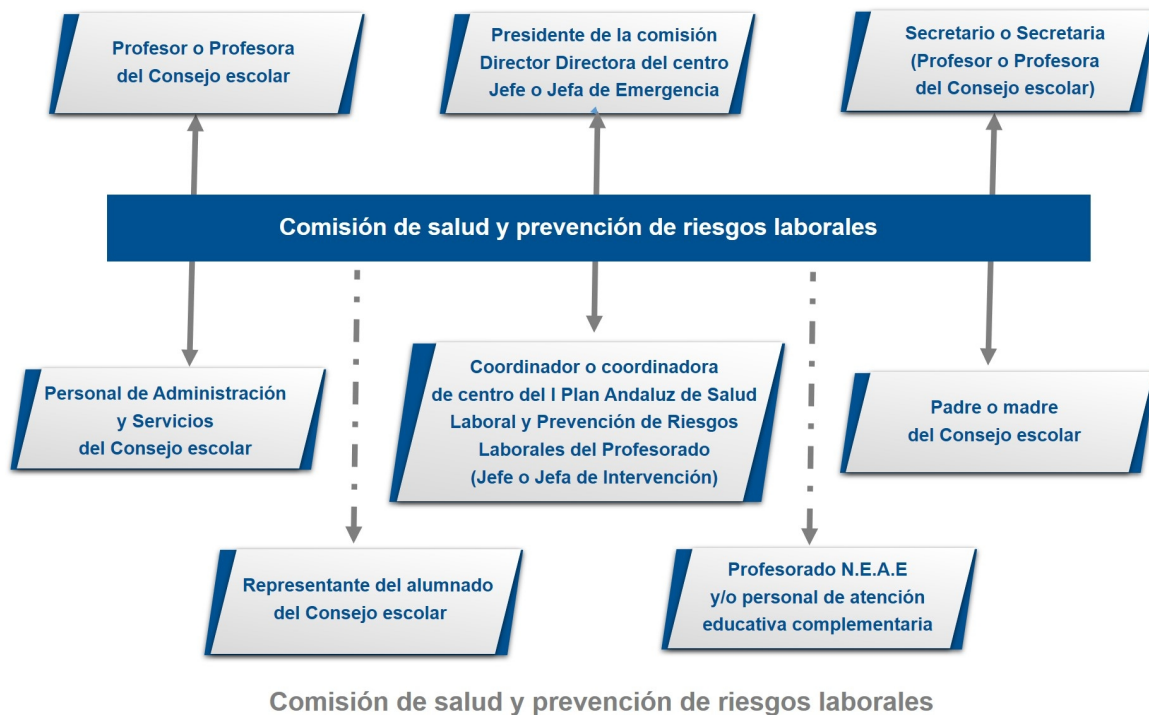 Profesor o Profesora
del Consejo escolar
Presidente de la comisión
Director Directora del centro
Jefe o Jefa de Emergencia
Secretario o Secretaria
(Profesor o Profesora
del Consejo escolar)
Comisión de salud y prevención de riesgos laborales
Personal de Administración
y Servicios
del Consejo escolar
Coordinador o coordinadora
de centro del I Plan Andaluz de Salud
Laboral y Prevención de Riesgos
Laborales del Profesorado
(Jefe o Jefa de Intervención)
Padre o madre
del Consejo escolar
Representante del alumnado
del Consejo escolar
Profesorado N.E.A.E
y/o personal de atención
educativa complementaria
Comisión de salud y prevención de riesgos laborales